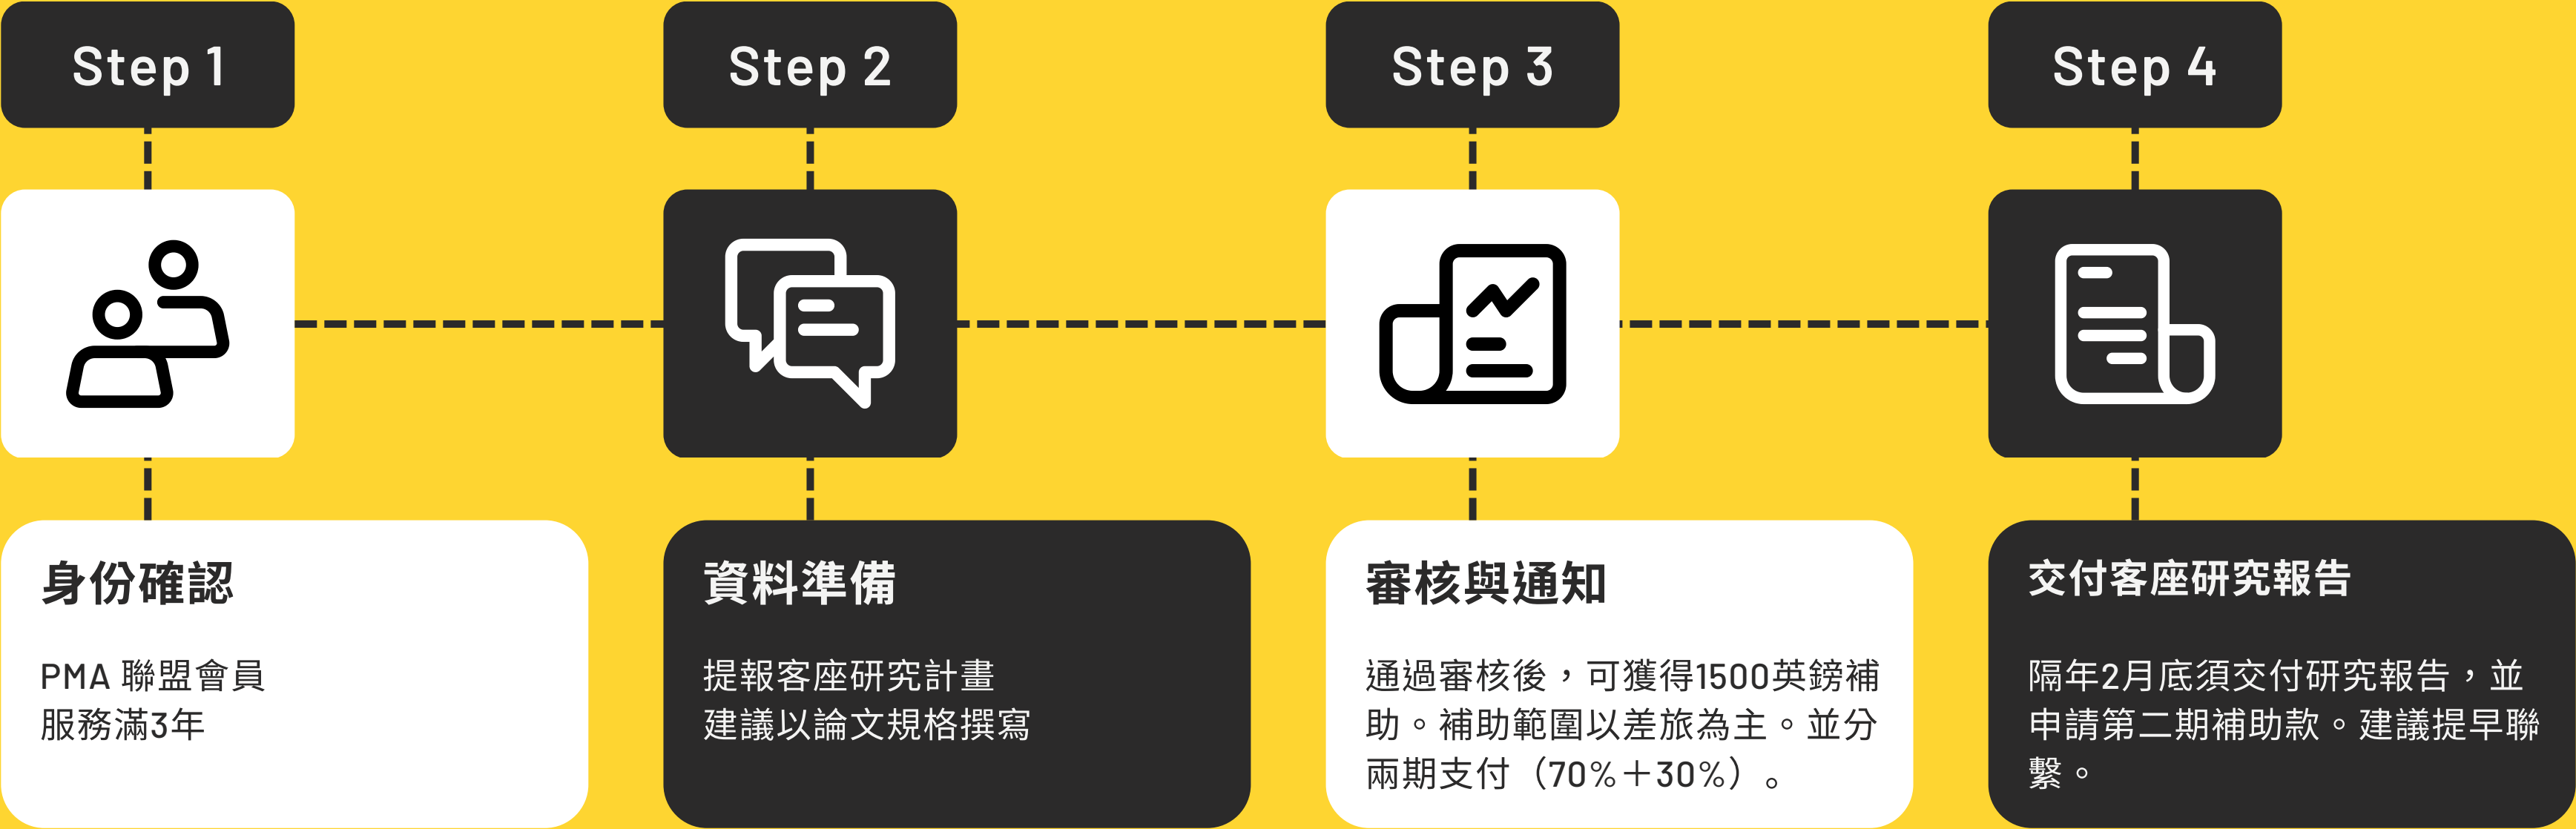 Step 1
Step 2
Step 3
Step 4
身份確認
PMA 聯盟會員
服務滿3年
資料準備
提報客座研究計畫
建議以論文規格撰寫
審核與通知
通過審核後，可獲得1500英鎊補
助。補助範圍以差旅為主。並分
兩期支付（70%＋30%）。
交付客座研究報告
隔年2月底須交付研究報告，並
申請第二期補助款。建議提早聯
繫。